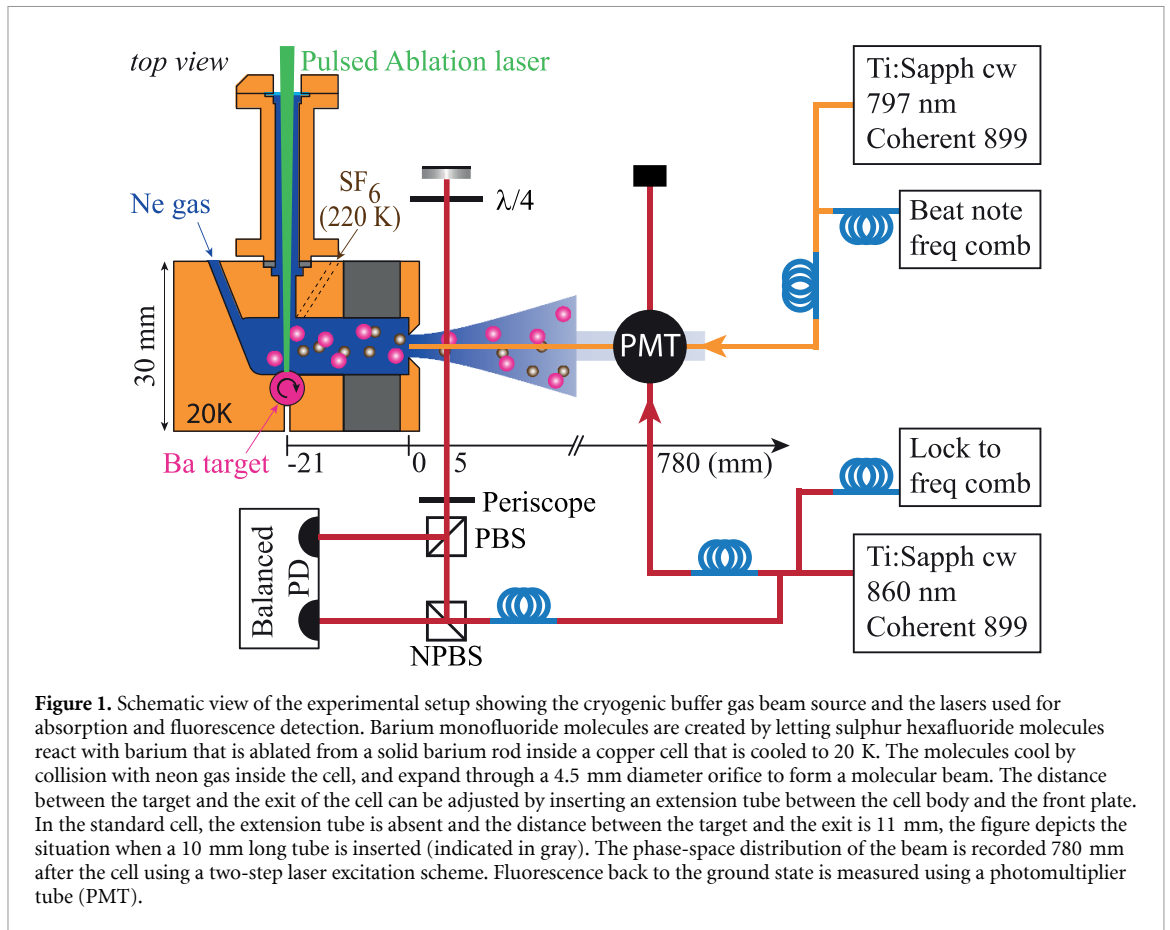 top view
Pulsed Ablation laser
Ti:Sapph cw
797 nm
Coherent 899
SF6
(220 K)
Ne gas
λ/4
Beat note
freq comb
30 mm
PMT
20K
Ba target
-21
0
5
780 (mm)
Lock to
freq comb
Periscope
PBS
Balanced
PD
Ti:Sapph cw
860 nm
Coherent 899
NPBS
Figure 1. Schematic view of the experimental setup showing the cryogenic buffer gas beam source and the lasers used for
absorption and fluorescence detection. Barium monofluoride molecules are created by letting sulphur hexafluoride molecules
react with barium that is ablated from a solid barium rod inside a copper cell that is cooled to 20 K. The molecules cool by
collision with neon gas inside the cell, and expand through a 4.5 mm diameter orifice to form a molecular beam. The distance
between the target and the exit of the cell can be adjusted by inserting an extension tube between the cell body and the front plate.
In the standard cell, the extension tube is absent and the distance between the target and the exit is 11 mm, the figure depicts the
situation when a 10 mm long tube is inserted (indicated in gray). The phase-space distribution of the beam is recorded 780 mm
after the cell using a two-step laser excitation scheme. Fluorescence back to the ground state is measured using a photomultiplier
tube (PMT).